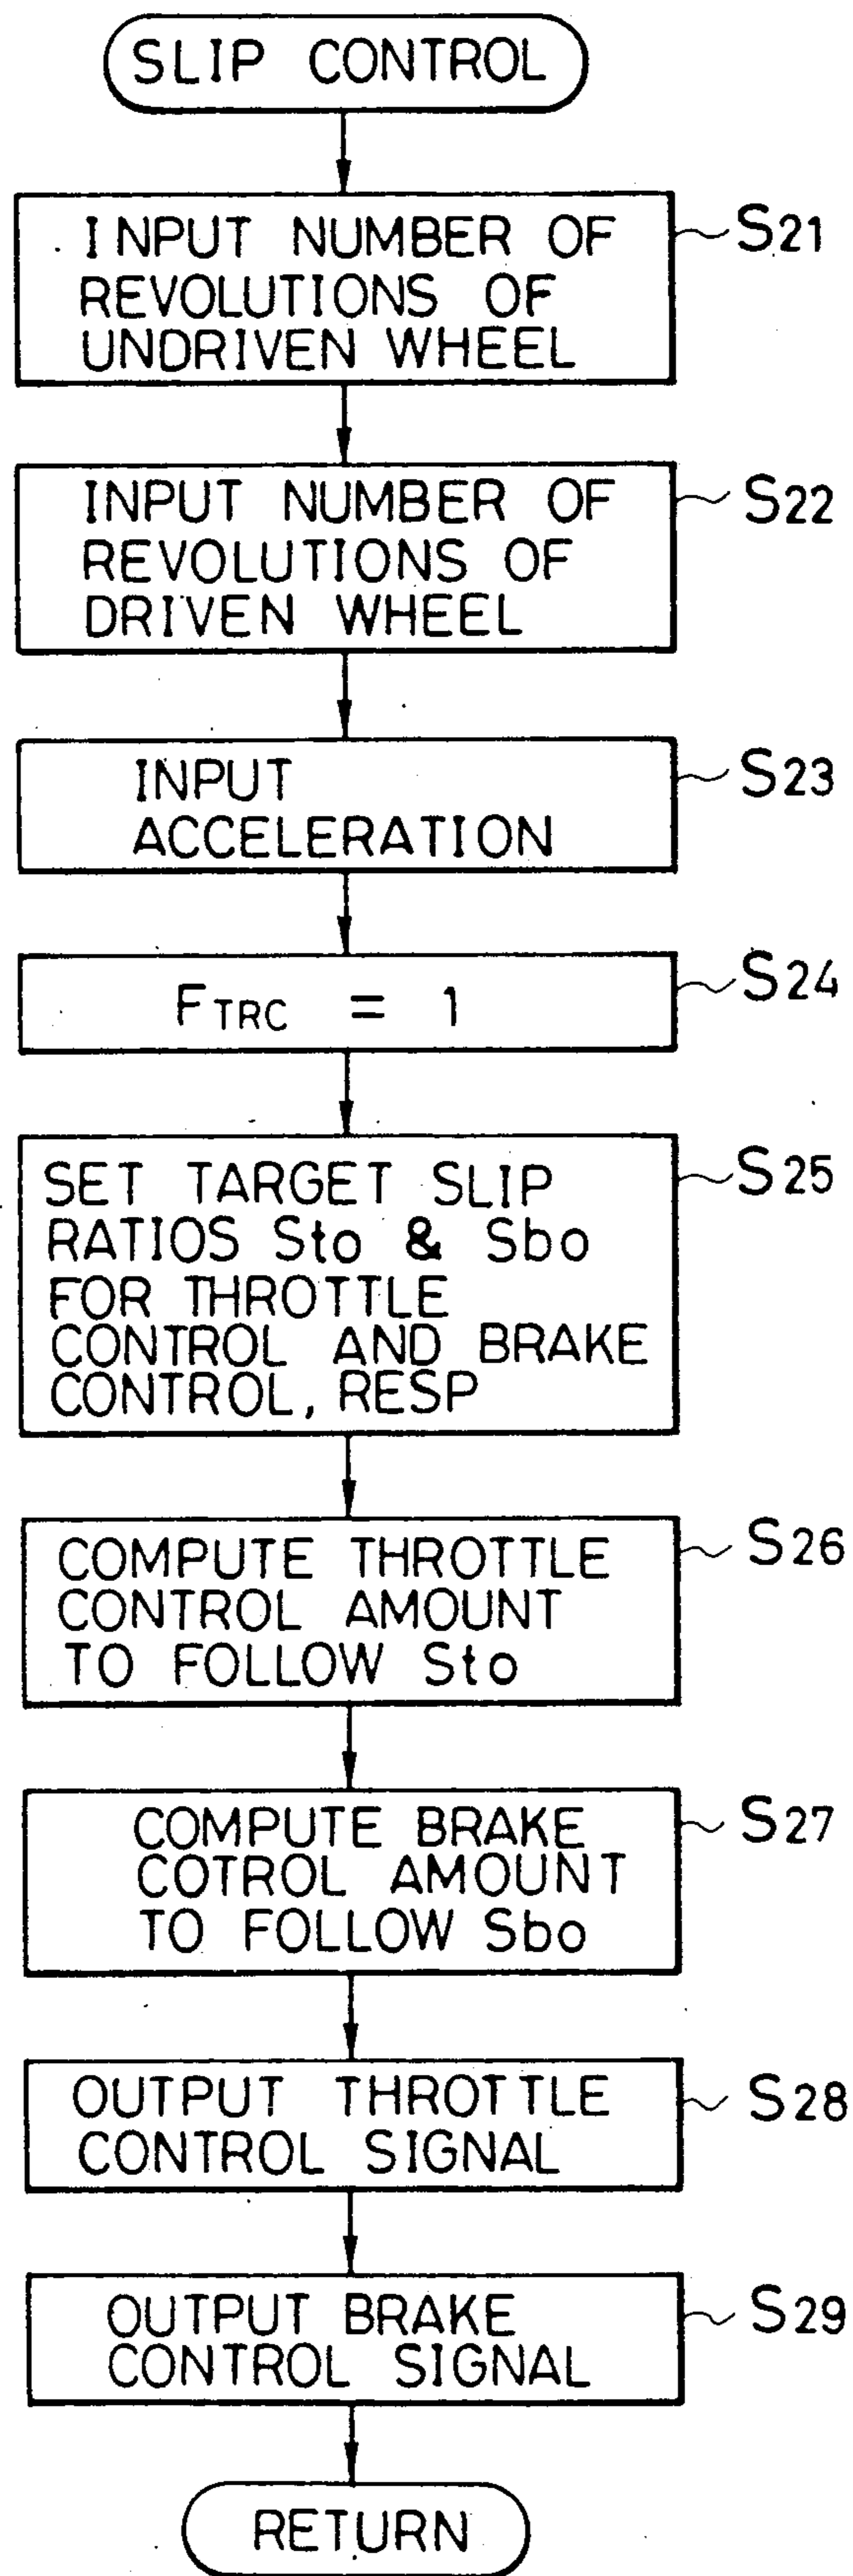 SLIP CONTROL
INPUT NUMBER OF
REVOLUTIONS OF
UNDRIVEN WHEEL
S21
INPUT NUMBER OF
REVOLUTIONS OF
DRIVEN WHEEL
S22
INPUT
ACCELERATION
S23
FTRC = 1
S24
SET TARGET SLIP
RATIOS Sto & Sbo
FOR THROTTLE
CONTROL AND BRAKE
CONTROL, RESP
S25
COMPUTE THROTTLE
CONTROL AMOUNT
TO FOLLOW Sto
S26
COMPUTE BRAKE
COTROL AMOUNT
TO FOLLOW Sbo
S27
OUTPUT THROTTLE
CONTROL SIGNAL
S28
OUTPUT BRAKE
CONTROL SIGNAL
S29
RETURN